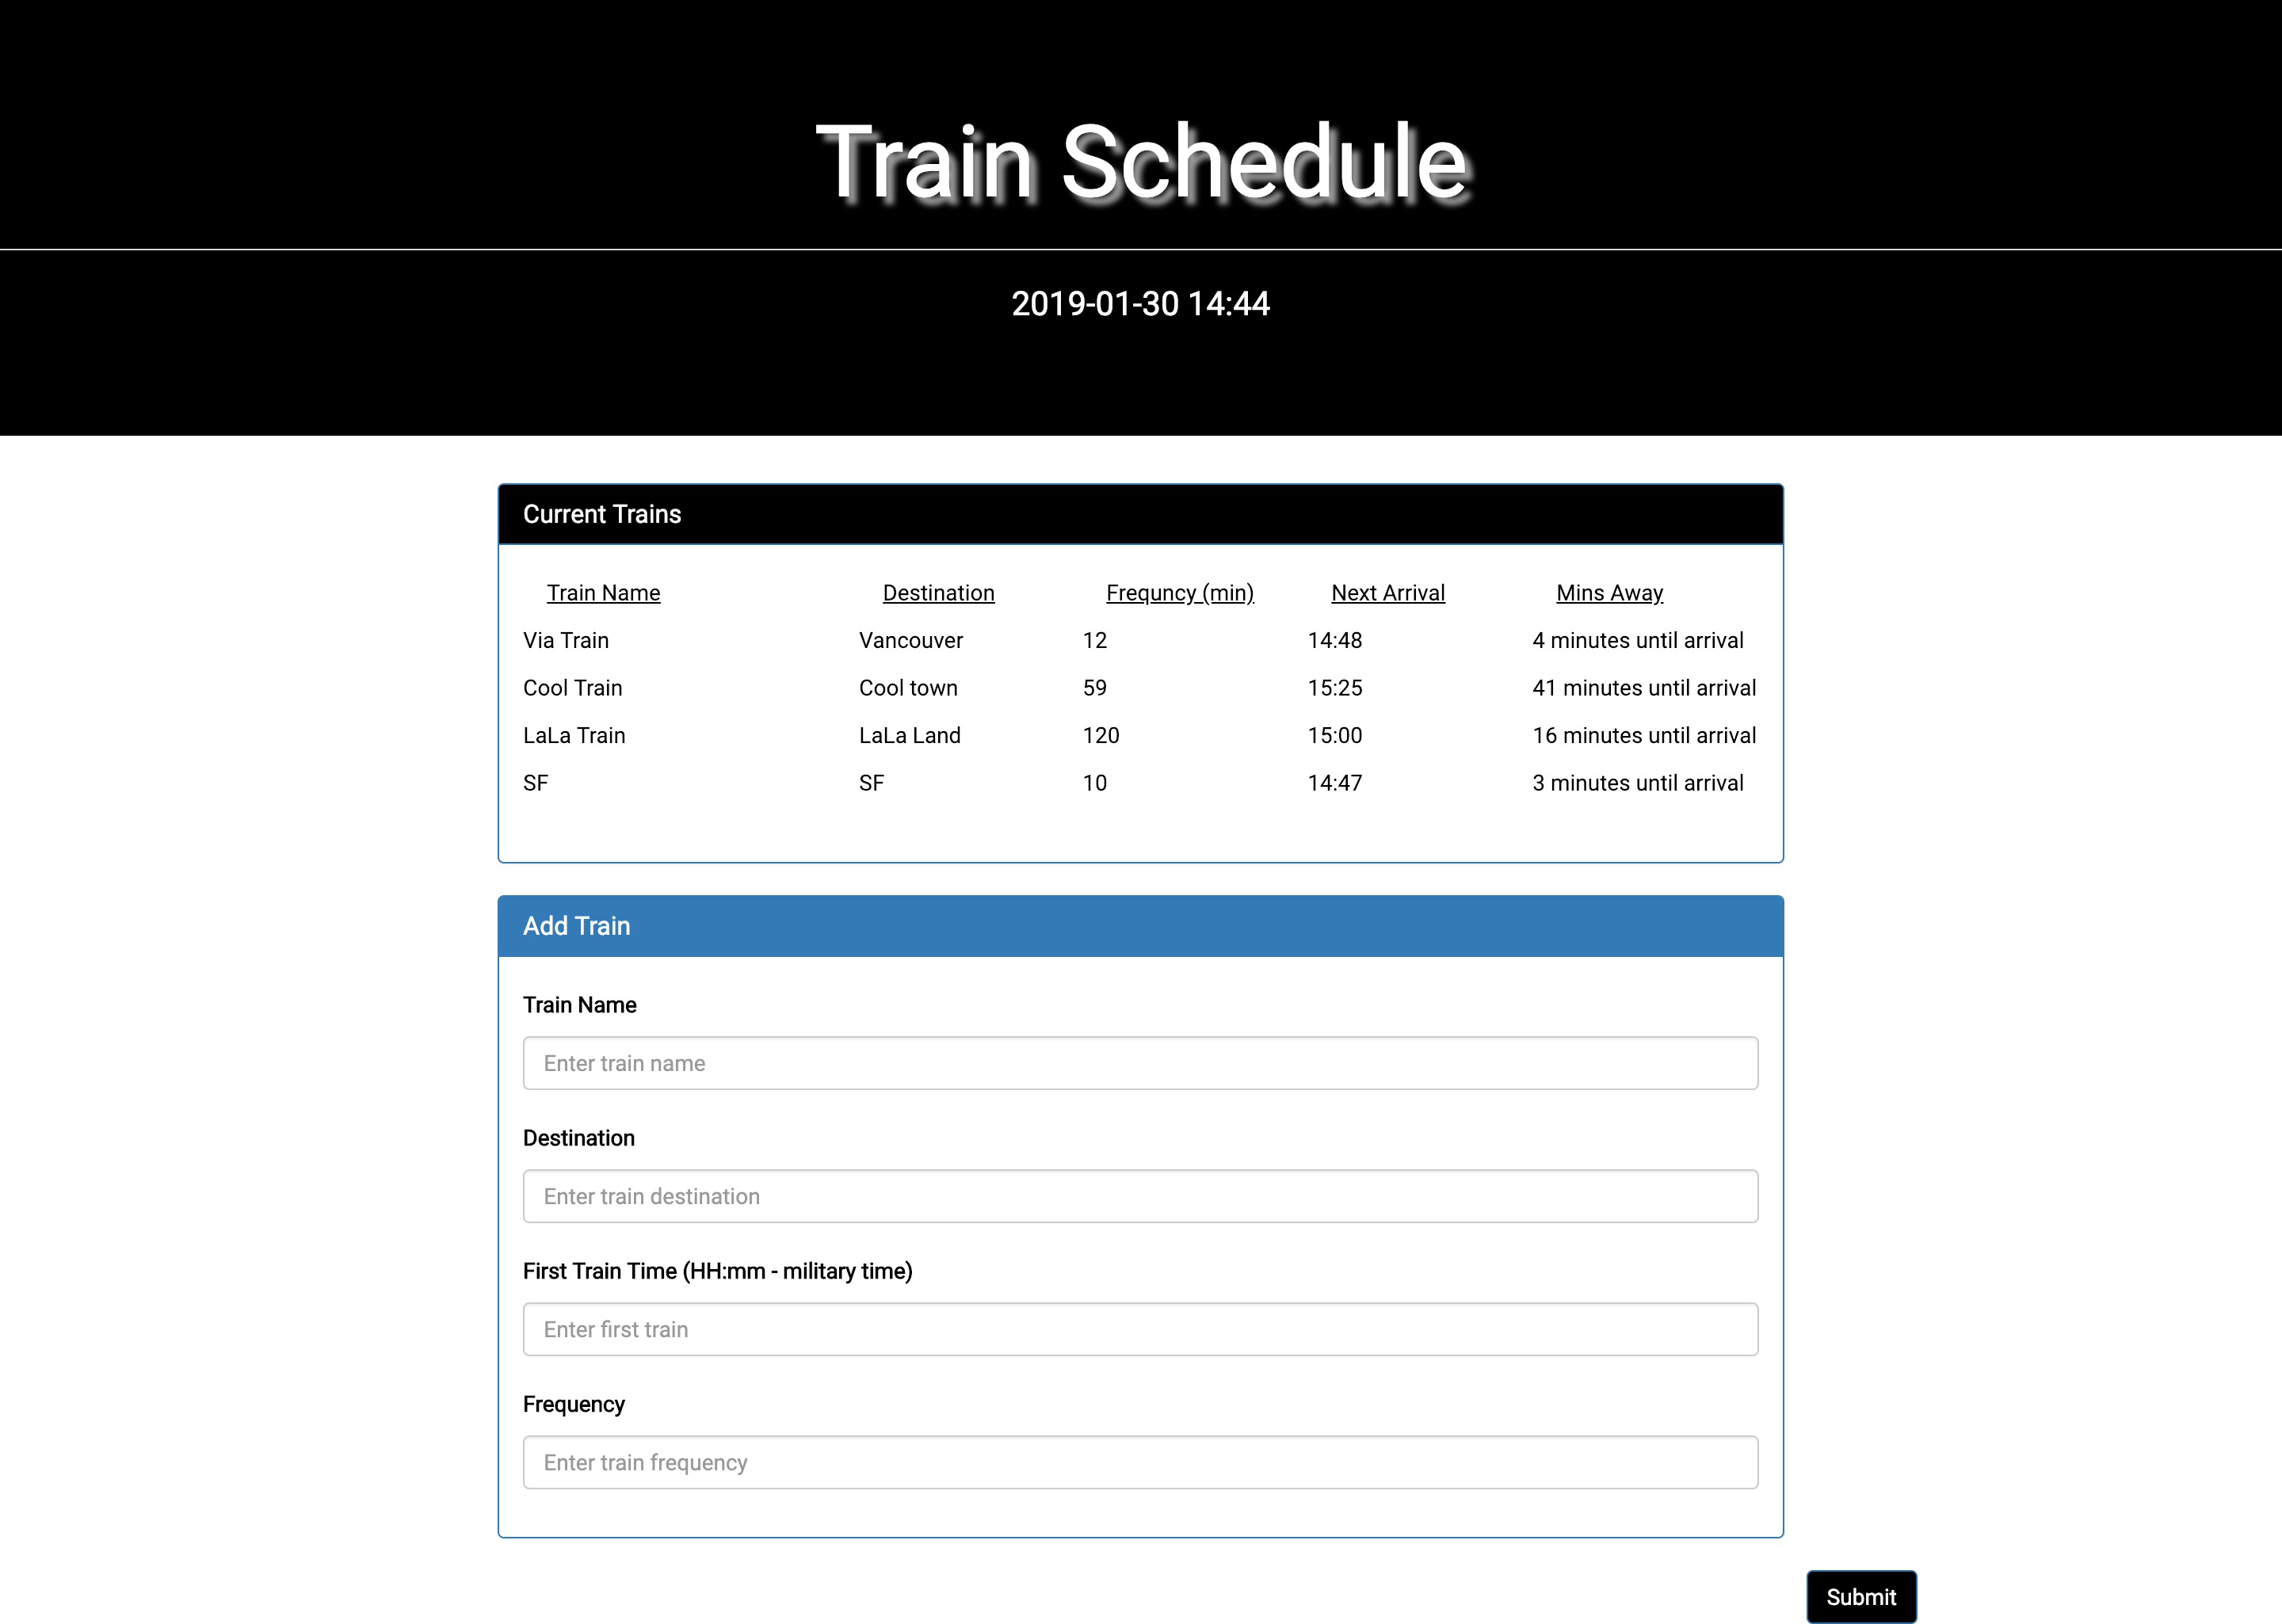 Train Schedule
2019-01-30 14:44
Current Trains
Train Name Destination Frequncy (min) Next Arrival Mins Away
Via Train Vancouver 12 14:48 4 minutes until arrival
Cool Train Cool town 59 15:25 41 minutes until arrival
LaLa Train LaLa Land 120 15:00 16 minutes until arrival
SF SF 10 14:47 3 minutes until arrival
Add Train
Train Name
Enter train name
Destination
Enter train destination
First Train Time (HH:mm - military time)
Enter first train
Frequency
Enter train frequency
Submit